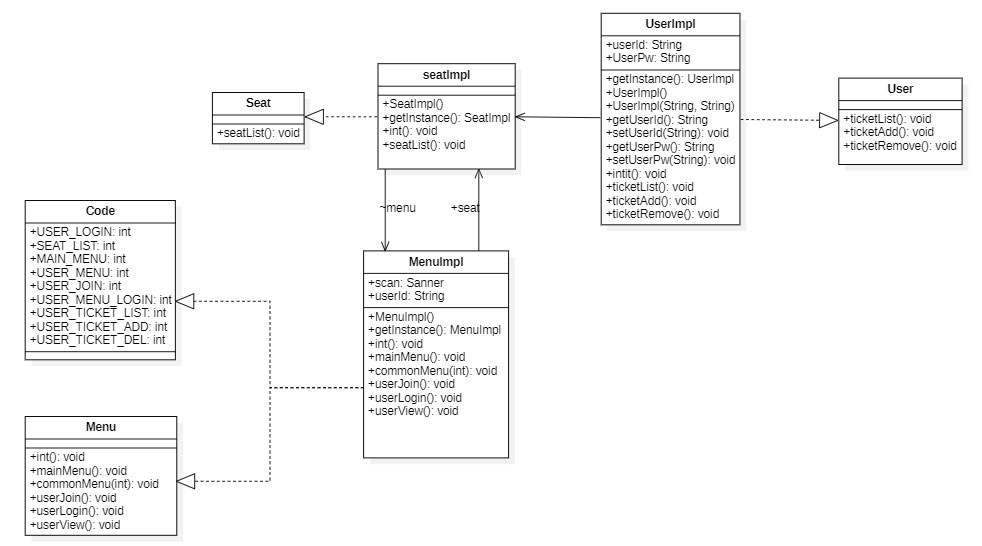 UserImpl
+userId: String
+UserPw: String
+getInstance(): UserImpl
+UserImpl()
+UserImpl(String, String)
+getUserId(): String
+setUserId(String): void
+getUserPw(): String
+setUserPw(String): void
+intit(): void
+ticketList(): void
+ticketAdd(): void
+ticketRemove(): void
seatImpl
+SeatImpl()
+getInstance(): SeatImpl
+int(): void
+seatList(): void
Seat
+seatList(): void
User
+ticketList(): void
+ticketAdd(): void
+ticketRemove(): void
~menu
+seat
Code
+USER_LOGIN: int
+SEAT_LIST: int
+MAIN_MENU: int
+USER_MENU: int
+USER_JOIN: int
+USER_MENU_LOGIN: int
+USER_TICKET_LIST: int
+USER_TICKET_ADD: int
+USER_TICKET_DEL: int
MenuImpl
+scan: Sanner
+userId: String
+MenuImpl()
+getInstance(): MenuImpl
+int(): void
+mainMenu(): void
+commonMenu(int): void
+userJoin(): void
+userLogin(): void
+userView(): void
Menu
+int(): void
+mainMenu(): void
+commonMenu(int): void
+userJoin(): void
+userLogin(): void
+userView(): void